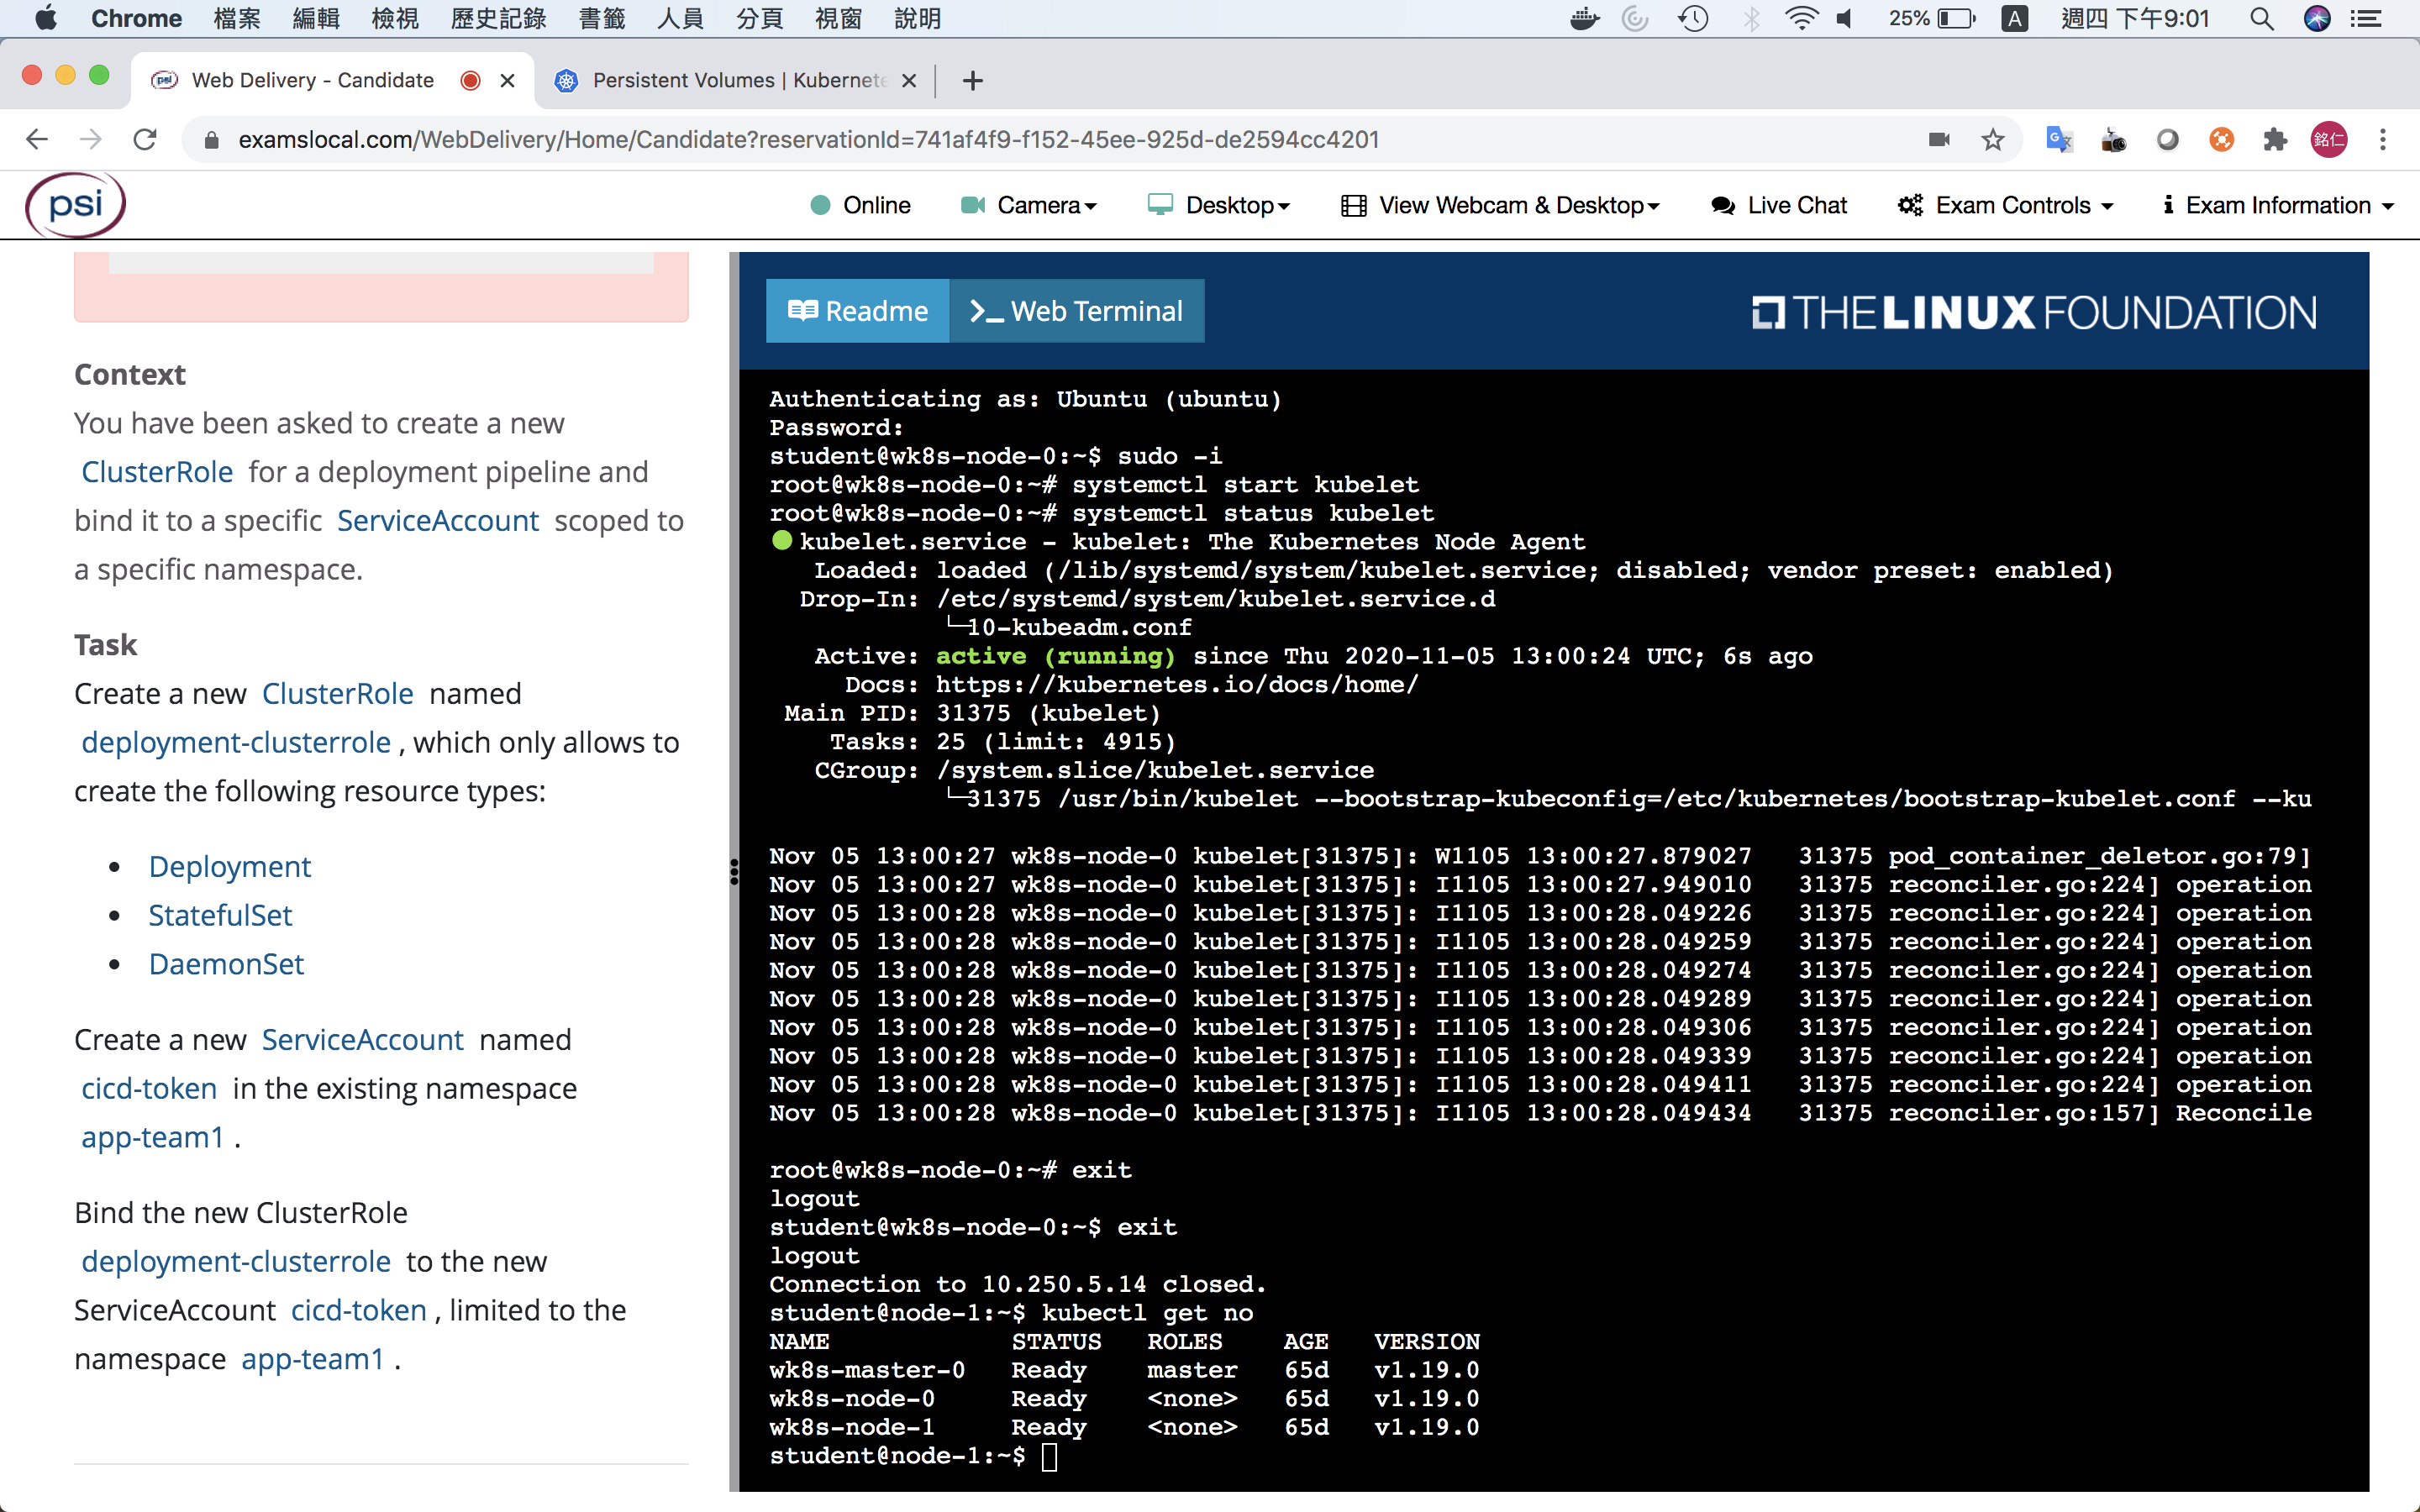 Chrome 檔案 編輯 檢視 歷史記錄 書籤 人員 分頁 視窗 說明 25% A 週四 下午9:01
psi Web Delivery - Candidate Persistent Volumes | Kubernete
examslocal.com/WebDelivery/Home/Candidate?reservationId=741af4f9-f152-45ee-925d-de2594cc4201 銘仁
psi Online Camera Desktop View Webcam & Desktop Live Chat Exam Controls Exam Information
Context
You have been asked to create a new
ClusterRole for a deployment pipeline and
bind it to a specific ServiceAccount scoped to
a specific namespace.
Task
Create a new ClusterRole named
deployment-clusterrole , which only allows to
create the following resource types:
• Deployment
• StatefulSet
• DaemonSet
Create a new ServiceAccount named
cicd-token in the existing namespace
app-team1 .
Bind the new ClusterRole
deployment-clusterrole to the new
ServiceAccount cicd-token , limited to the
namespace app-team1 .
Readme >_ Web Terminal THE LINUX FOUNDATION
Authenticating as: Ubuntu (ubuntu)
Password:
student@wk8s-node-0:~$ sudo -i
root@wk8s-node-0:~# systemctl start kubelet
root@wk8s-node-0:~# systemctl status kubelet
● kubelet.service - kubelet: The Kubernetes Node Agent
Loaded: loaded (/lib/systemd/system/kubelet.service; disabled; vendor preset: enabled)
Drop-In: /etc/systemd/system/kubelet.service.d
└─10-kubeadm.conf
Active: active (running) since Thu 2020-11-05 13:00:24 UTC; 6s ago
Docs: https://kubernetes.io/docs/home/
Main PID: 31375 (kubelet)
Tasks: 25 (limit: 4915)
CGroup: /system.slice/kubelet.service
└─31375 /usr/bin/kubelet --bootstrap-kubeconfig=/etc/kubernetes/bootstrap-kubelet.conf --ku
Nov 05 13:00:27 wk8s-node-0 kubelet[31375]: W1105 13:00:27.879027 31375 pod_container_deletor.go:79]
Nov 05 13:00:27 wk8s-node-0 kubelet[31375]: I1105 13:00:27.949010 31375 reconciler.go:224] operation
Nov 05 13:00:28 wk8s-node-0 kubelet[31375]: I1105 13:00:28.049226 31375 reconciler.go:224] operation
Nov 05 13:00:28 wk8s-node-0 kubelet[31375]: I1105 13:00:28.049259 31375 reconciler.go:224] operation
Nov 05 13:00:28 wk8s-node-0 kubelet[31375]: I1105 13:00:28.049274 31375 reconciler.go:224] operation
Nov 05 13:00:28 wk8s-node-0 kubelet[31375]: I1105 13:00:28.049289 31375 reconciler.go:224] operation
Nov 05 13:00:28 wk8s-node-0 kubelet[31375]: I1105 13:00:28.049306 31375 reconciler.go:224] operation
Nov 05 13:00:28 wk8s-node-0 kubelet[31375]: I1105 13:00:28.049339 31375 reconciler.go:224] operation
Nov 05 13:00:28 wk8s-node-0 kubelet[31375]: I1105 13:00:28.049411 31375 reconciler.go:224] operation
Nov 05 13:00:28 wk8s-node-0 kubelet[31375]: I1105 13:00:28.049434 31375 reconciler.go:157] Reconcile
root@wk8s-node-0:~# exit
logout
student@wk8s-node-0:~$ exit
logout
Connection to 10.250.5.14 closed.
student@node-1:~$ kubectl get no
NAME STATUS ROLES AGE VERSION
wk8s-master-0 Ready master 65d v1.19.0
wk8s-node-0 Ready <none> 65d v1.19.0
wk8s-node-1 Ready <none> 65d v1.19.0
student@node-1:~$